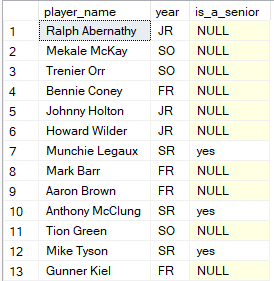 player_name year is_a_senior
1 Ralph Abernathy JR NULL
2 Mekale McKay SO NULL
3 Trenier Orr SO NULL
4 Bennie Coney FR NULL
5 Johnny Holton JR NULL
6 Howard Wilder JR NULL
7 Munchie Legaux SR yes
8 Mark Barr FR NULL
9 Aaron Brown FR NULL
10 Anthony McClung SR yes
11 Tion Green SO NULL
12 Mike Tyson SR yes
13 Gunner Kiel FR NULL